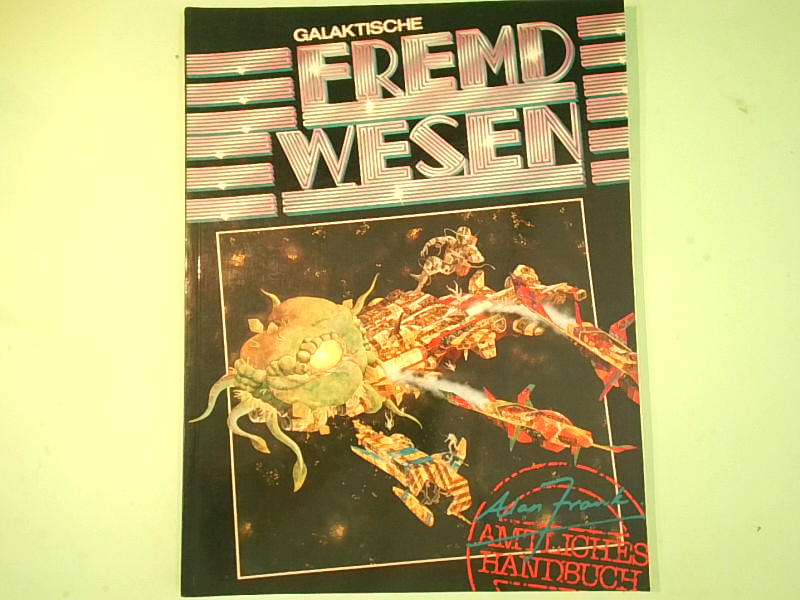 GALAKTISCHE
FREMD
WESEN
Alan Frank
AMTLICHES
HANDBUCH